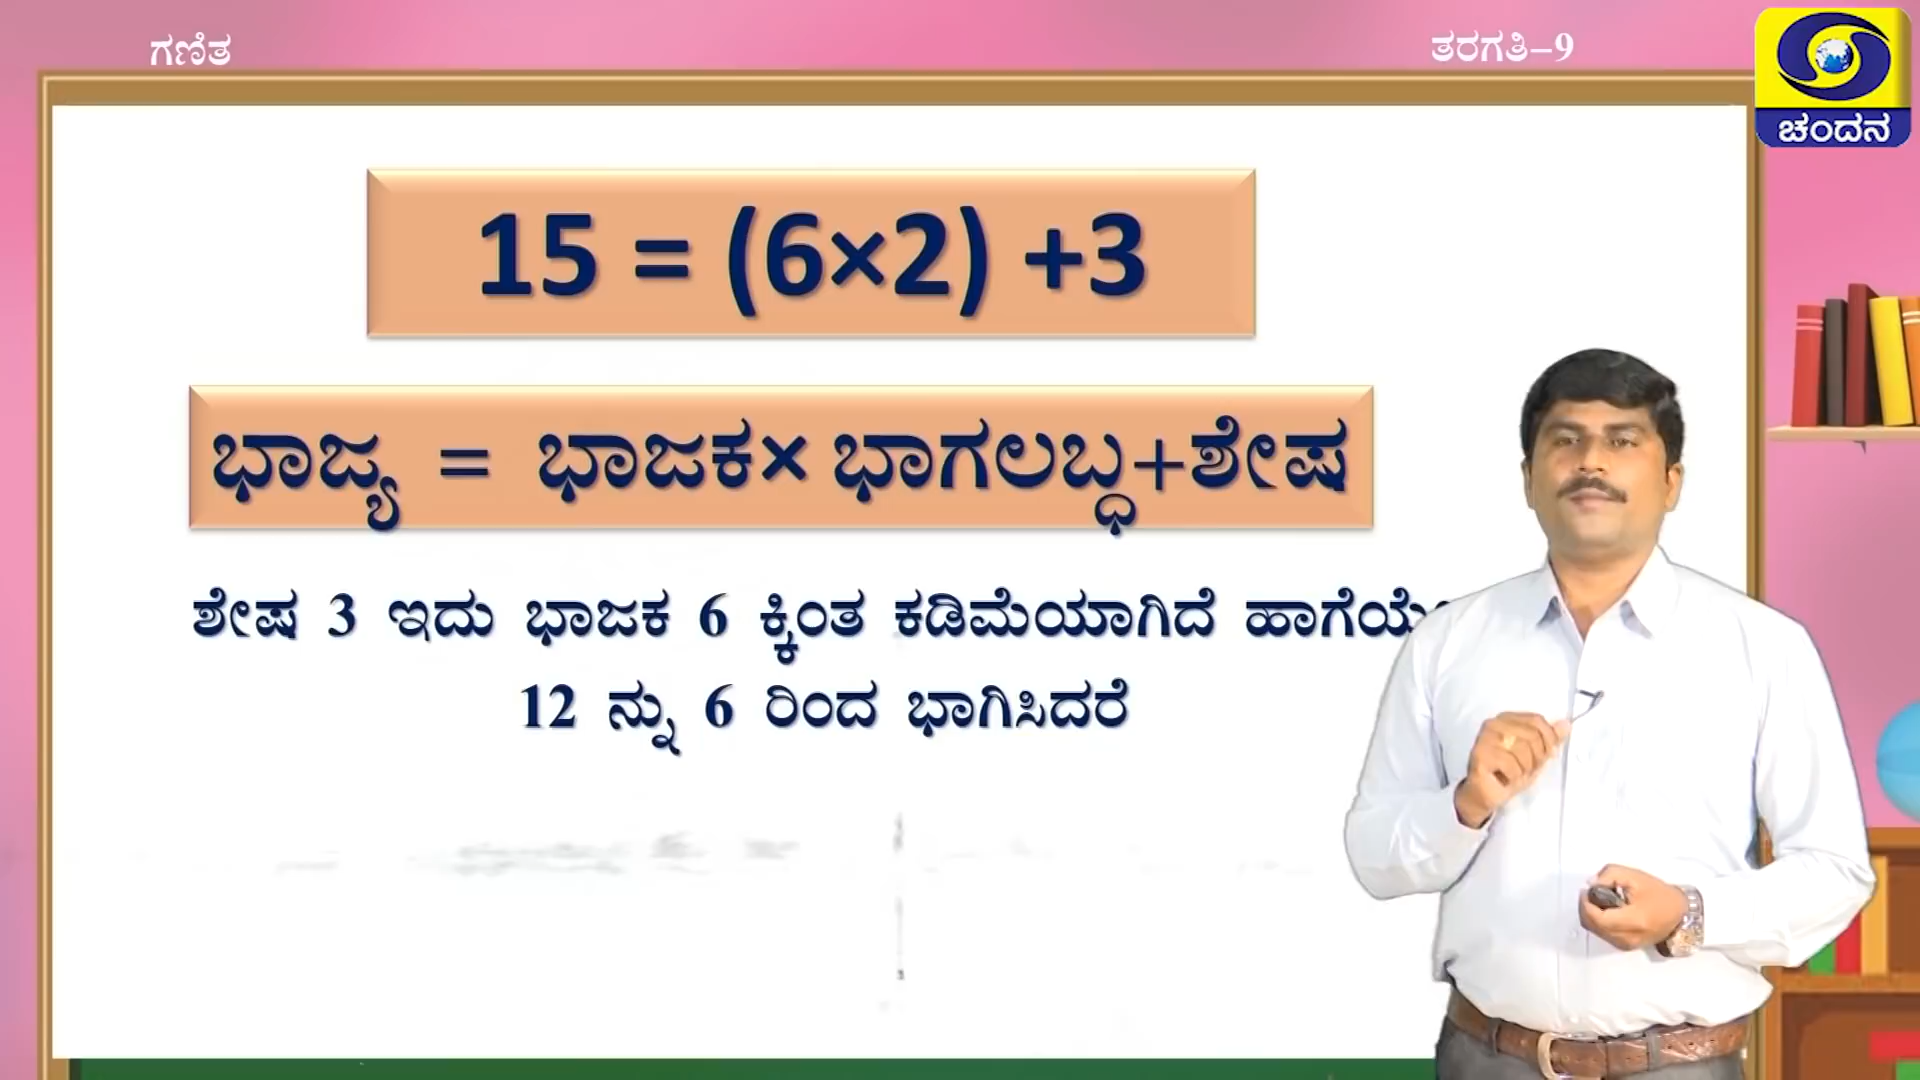 ಗಣಿತ
ತರಗತಿ–9
ಚಂದನ
15 = (6×2) +3
ಭಾಜ್ಯ = ಭಾಜಕ× ಭಾಗಲಬ್ಧ+ಶೇಷ
ಶೇಷ 3 ಇದು ಭಾಜಕ 6 ಕ್ಕಿಂತ ಕಡಿಮೆಯಾಗಿದೆ
12 ನ್ನು 6 ರಿಂದ ಭಾಗಿಸಿದರೆ